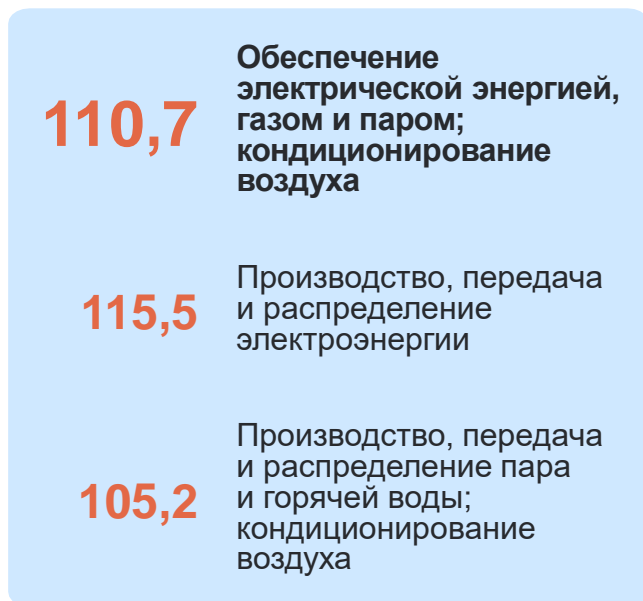 110,7
Обеспечение
электрической энергией,
газом и паром;
кондиционирование
воздуха
115,5
Производство, передача
и распределение
электроэнергии
105,2
Производство, передача
и распределение пара
и горячей воды;
кондиционирование
воздуха